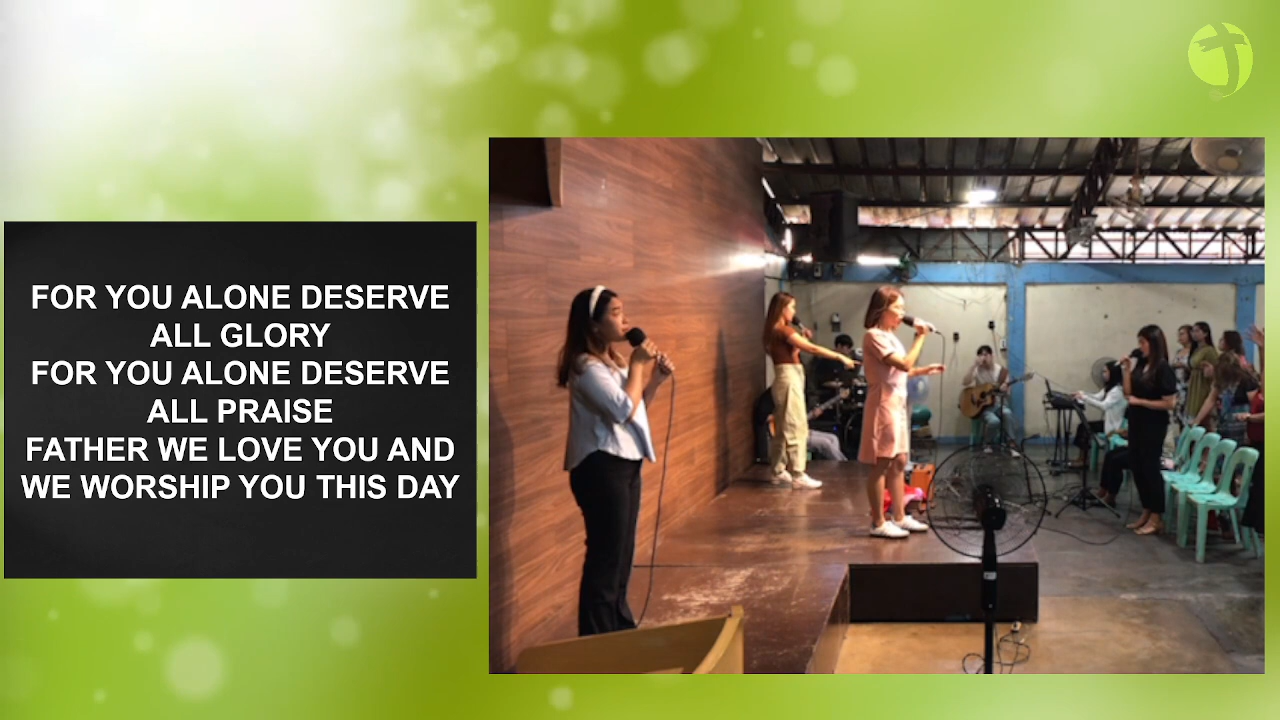 FOR YOU ALONE DESERVE
ALL GLORY
FOR YOU ALONE DESERVE
ALL PRAISE
FATHER WE LOVE YOU AND
WE WORSHIP YOU THIS DAY